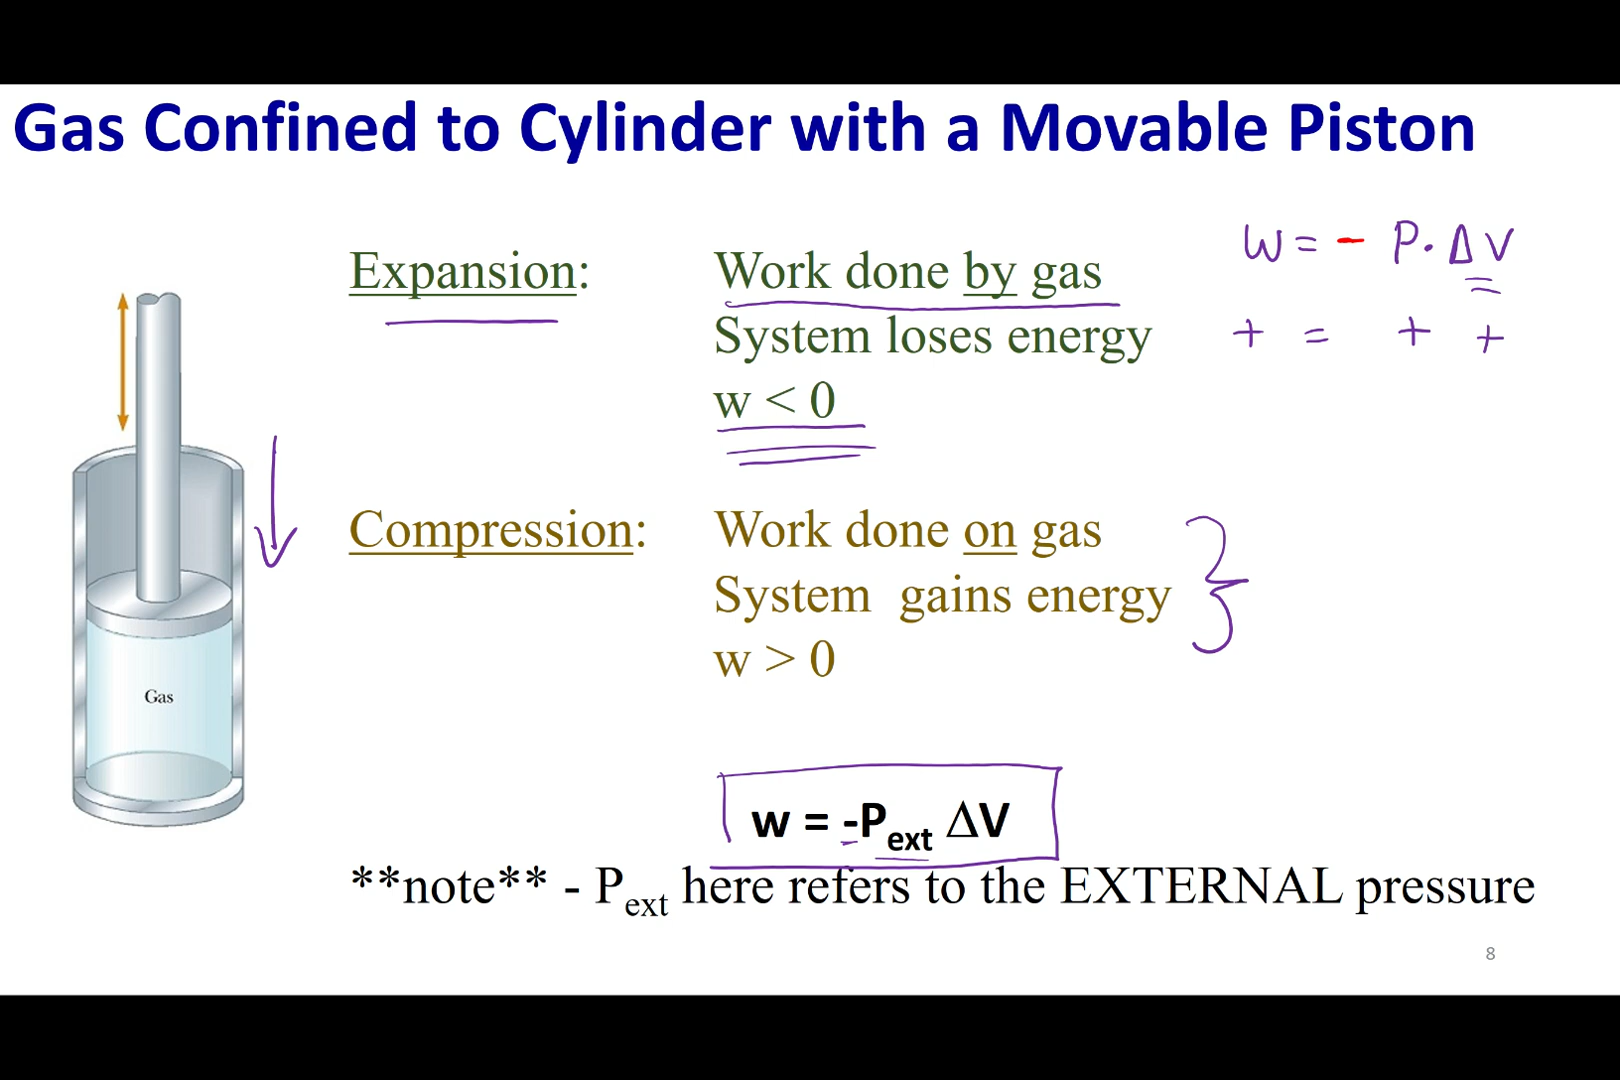 Gas Confined to Cylinder with a Movable Piston
Expansion:
Work done by gas
System loses energy
w < 0
W = - P. ΔV
+ = + +
Compression:
Work done on gas
System gains energy
w > 0
Gas
w = -Pext ΔV
**note** - Pext here refers to the EXTERNAL pressure
8